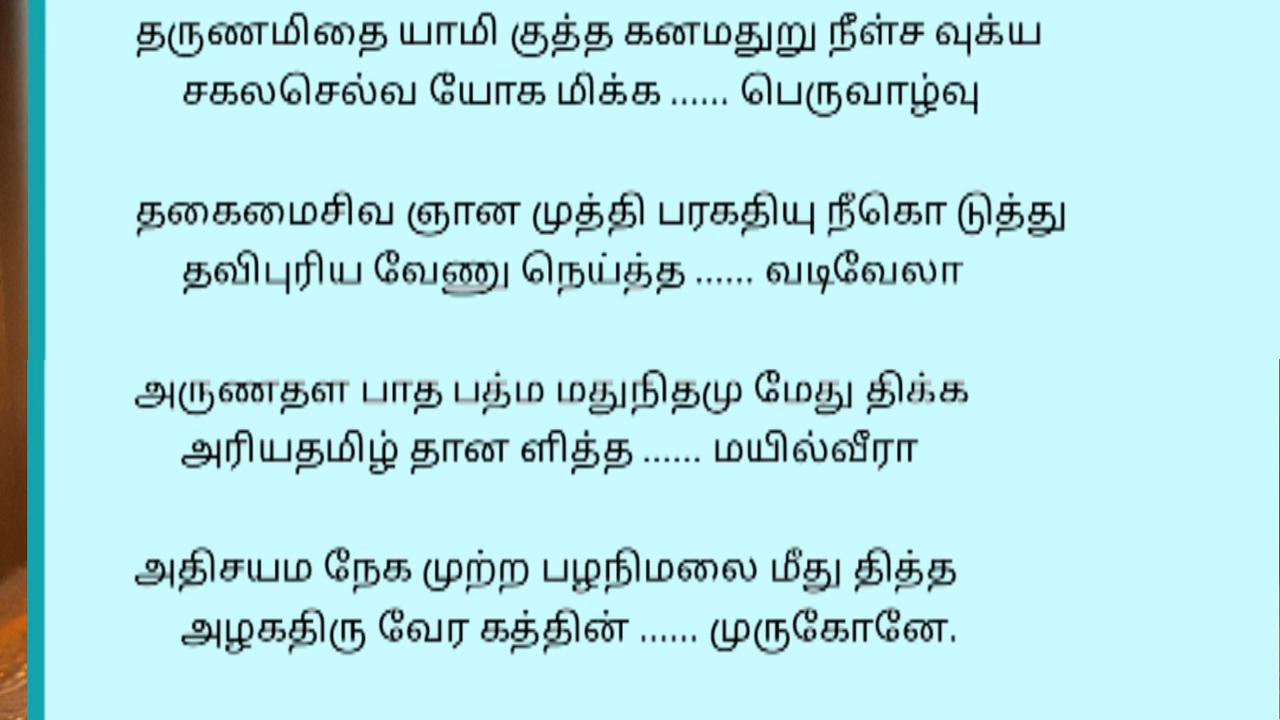 தருணமிதை யாமி குத்த கனமதுறு நீள்ச வுக்ய
சகலசெல்வ யோக மிக்க ...... பெருவாழ்வு
தகைமைசிவ ஞான முத்தி பரகதியு நீகொ டுத்து
தவிபுரிய வேணு நெய்த்த ...... வடிவேலா
அருணதள பாத பத்ம மதுநிதமு மேது திக்க
அரியதமிழ் தான ளித்த ...... மயில்வீரா
அதிசயம நேக முற்ற பழநிமலை மீது தித்த
அழகதிரு வேர கத்தின் ...... முருகோனே.